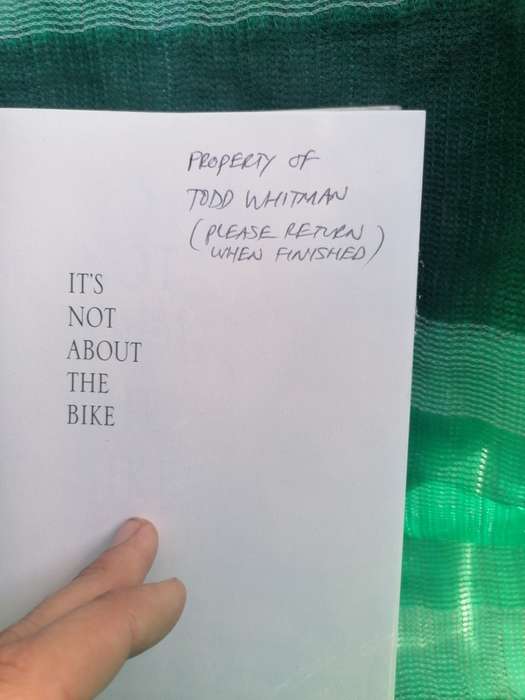 PROPERTY OF
TODD WHITMAN
(PLEASE RETURN
WHEN FINISHED)
IT'S
NOT
ABOUT
THE
BIKE